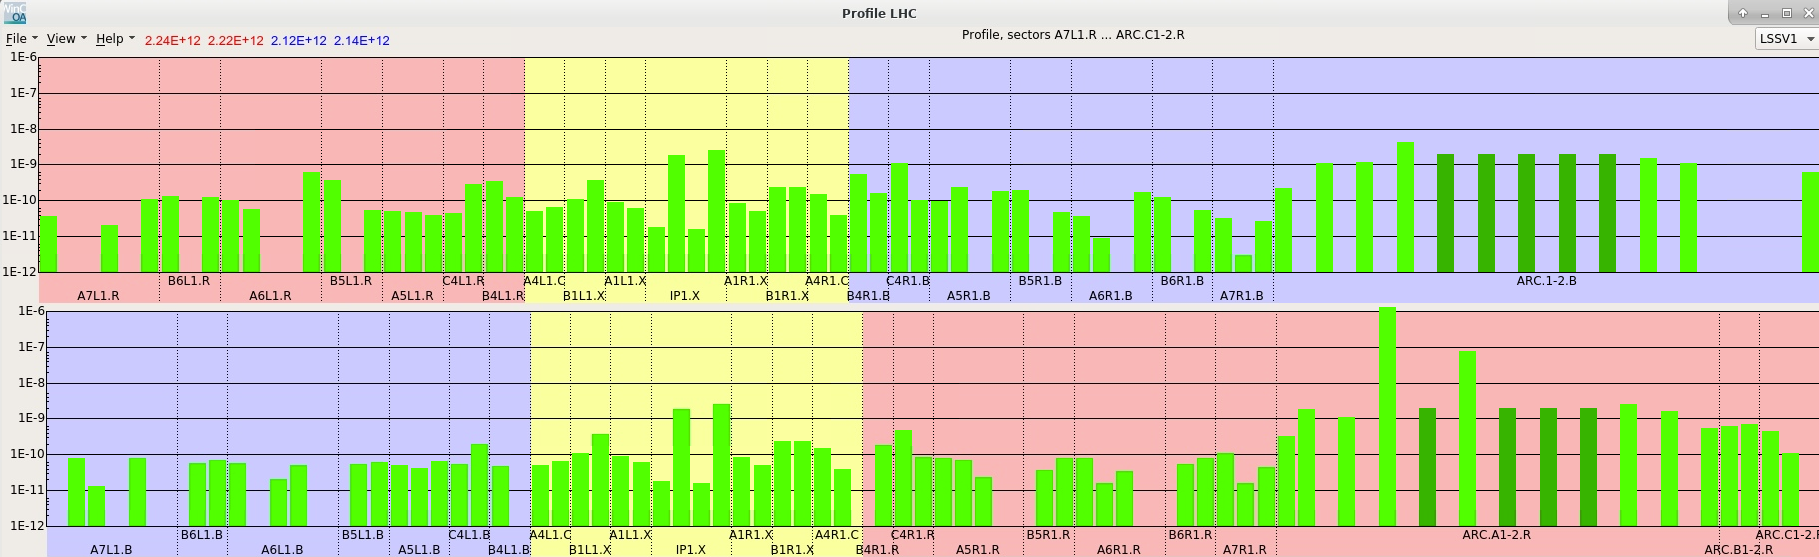 WinC
OA
Profile LHC
File View Help 2.24E+12 2.22E+12 2.12E+12 2.14E+12
Profile, sectors A7L1.R ... ARC.C1-2.R
LSSV1
1E-6
1E-7
1E-8
1E-9
1E-10
1E-11
1E-12
B6L1.R B5L1.R C4L1.R A4L1.C A1L1.X A1R1.X A4R1.C C4R1.B B5R1.B B6R1.B ARC.1-2.B
A7L1.R A6L1.R A5L1.R B4L1.R B1L1.X IP1.X B1R1.X B4R1.B A5R1.B A6R1.B A7R1.B
1E-6
1E-7
1E-8
1E-9
1E-10
1E-11
1E-12
B6L1.B B5L1.B C4L1.B A4L1.C A1L1.X A1R1.X A4R1.C C4R1.R B5R1.R B6R1.R ARC.A1-2.R ARC.C1-2.R
A7L1.B A6L1.B A5L1.B B4L1.B B1L1.X IP1.X B1R1.X B4R1.R A5R1.R A6R1.R A7R1.R ARC.B1-2.R